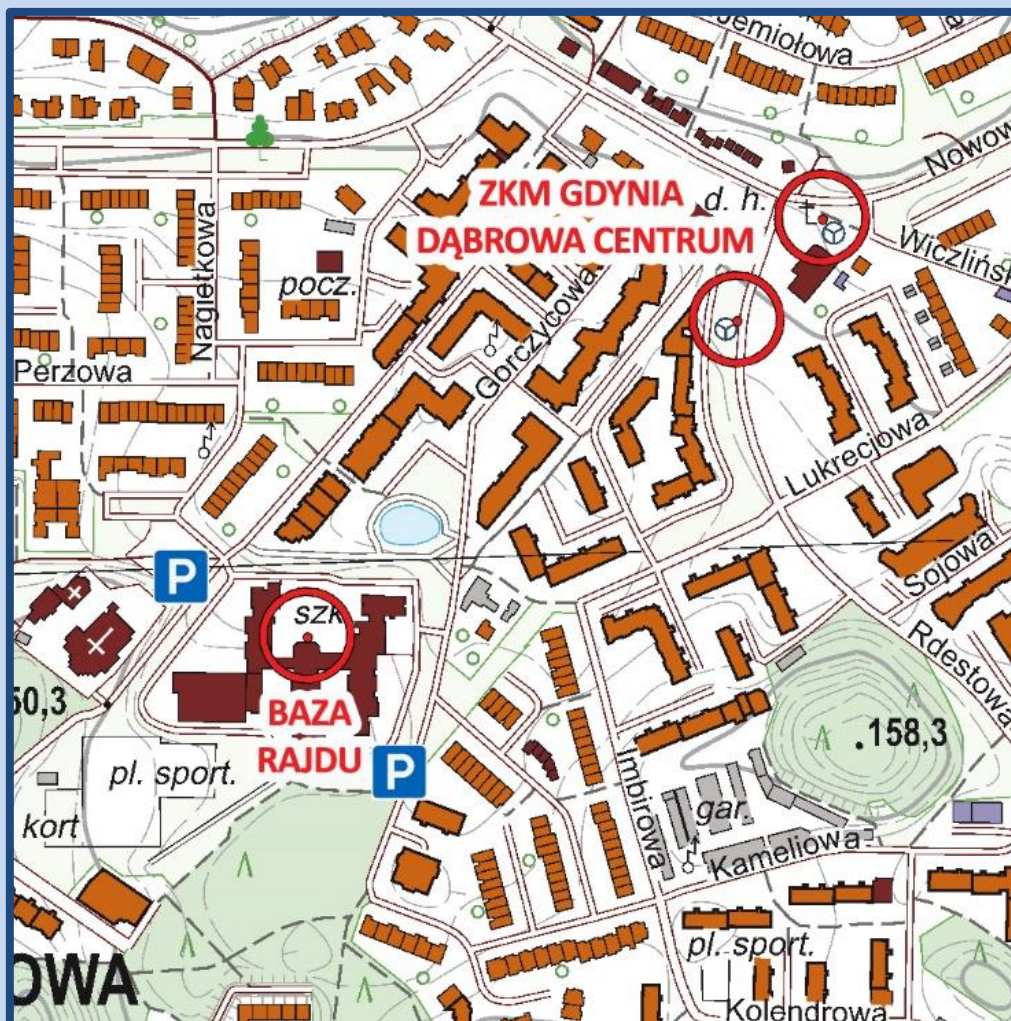 Jemiołowa
Nowow
ZKM GDYNIA
d. h.
DĄBROWA CENTRUM
Wiczlińsk
Nagietkowa
pocz.
Gorczycowa
Perzowa
Lukrecjowa
P
Sojowa
szk
Rdestowa
50,3
BAZA
RAJDU
P
158,3
pl. sport.
kort
Imbirowa
gar.
Kameliowa
pl. sport.
OWA
Kolendrowa